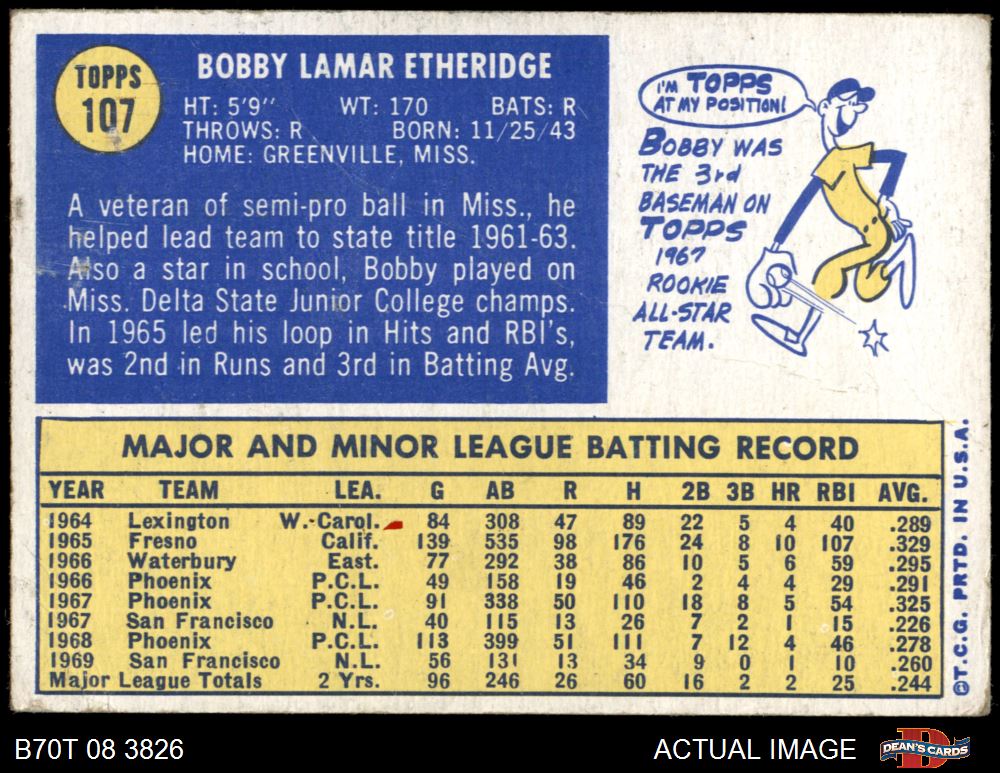 TOPPS
107
BOBBY LAMAR ETHERIDGE
HT: 5'9" WT: 170 BATS: R
THROWS: R BORN: 11/25/43
HOME: GREENVILLE, MISS.
A veteran of semi-pro ball in Miss., he
helped lead team to state title 1961-63.
Also a star in school, Bobby played on
Miss. Delta State Junior College champs.
In 1965 led his loop in Hits and RBI's,
was 2nd in Runs and 3rd in Batting Avg.
I'M TOPPS
AT MY POSITION!
BOBBY WAS
THE 3rd
BASEMAN ON
TOPPS
1967
ROOKIE
ALL-STAR
TEAM.
MAJOR AND MINOR LEAGUE BATTING RECORD
YEAR TEAM LEA. G AB R H 2B 3B HR RBI AVG.
1964 Lexington W.-Carol. 84 308 47 89 22 5 4 40 .289
1965 Fresno Calif. 139 535 98 176 24 8 10 107 .329
1966 Waterbury East. 77 292 38 86 10 5 6 59 .295
1966 Phoenix P.C.L. 49 158 19 46 2 4 4 29 .291
1967 Phoenix P.C.L. 91 338 50 110 18 8 5 54 .325
1967 San Francisco N.L. 40 115 13 26 7 2 1 15 .226
1968 Phoenix P.C.L. 113 399 51 111 7 12 4 46 .278
1969 San Francisco N.L. 56 131 13 34 9 0 1 10 .260
Major League Totals 2 Yrs. 96 246 26 60 16 2 2 25 .244
©T.C.G. PRTD. IN U.S.A.
B70T 08 3826
ACTUAL IMAGE
DEAN'S CARDS